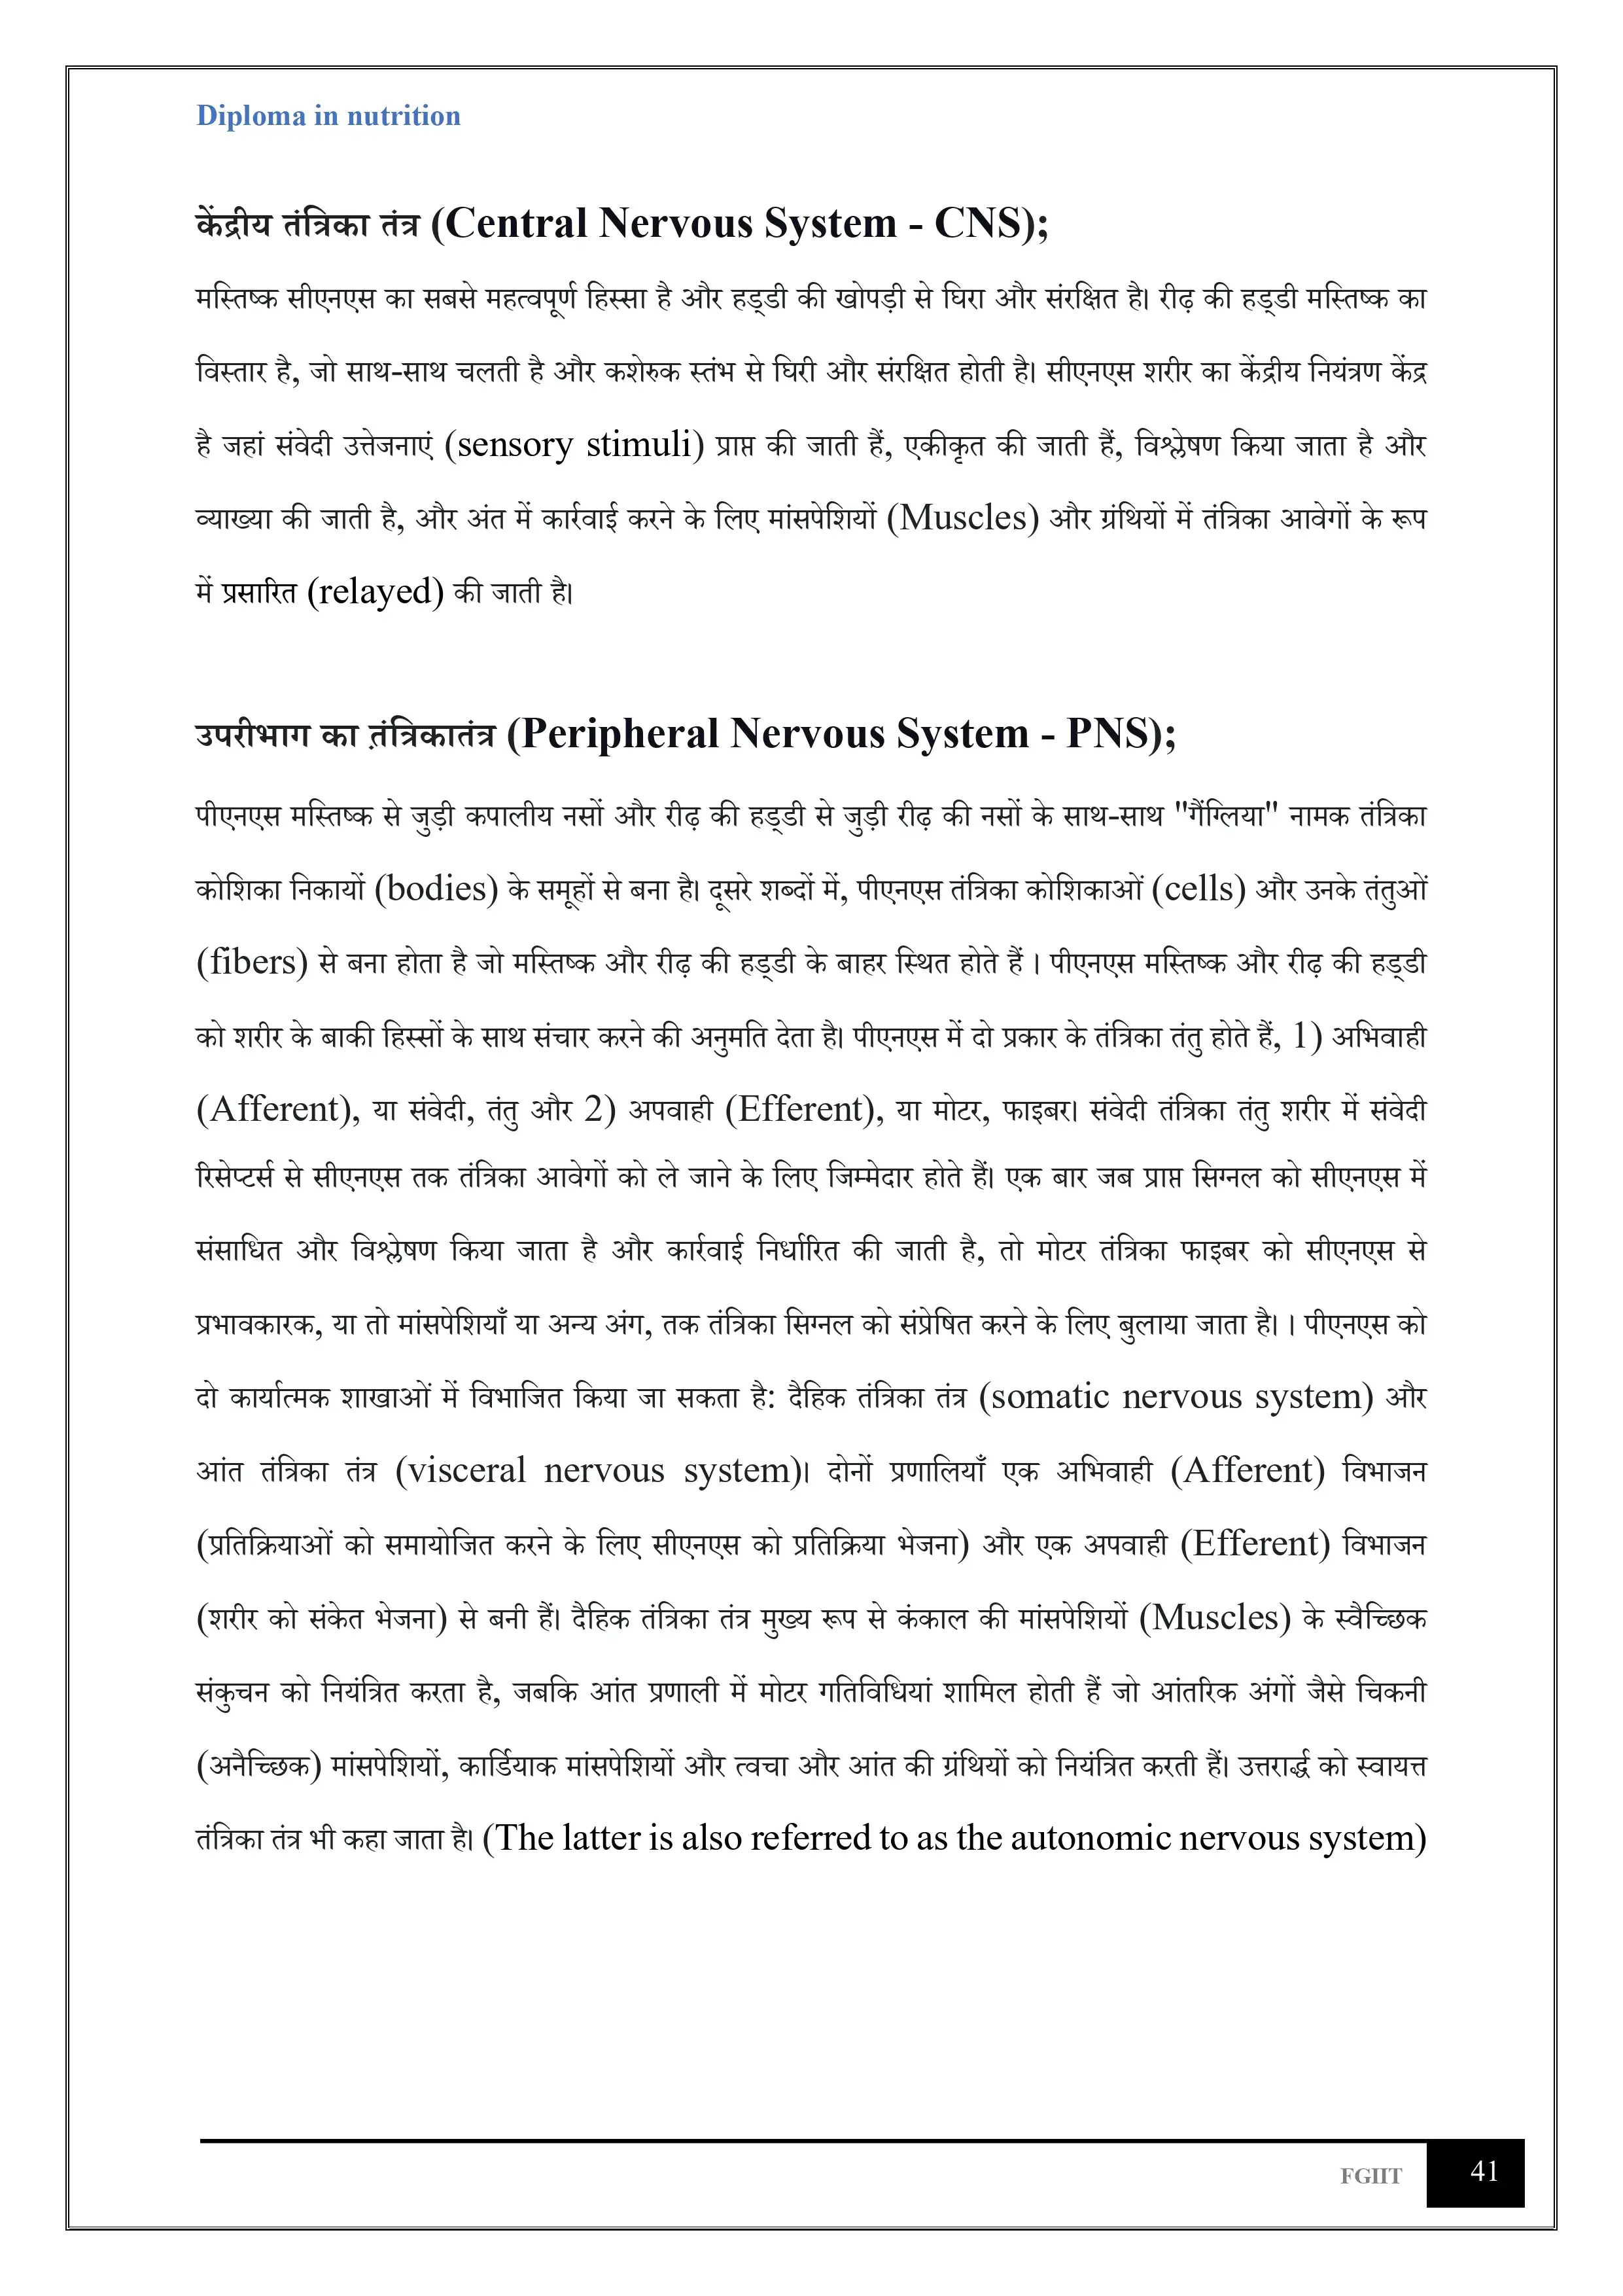 Diploma in nutrition
केंद्रीय तंत्रिका तंत्र (Central Nervous System - CNS);
मस्तिष्क सीएनएस का सबसे महत्वपूर्ण हिस्सा है और हड्डी की खोपड़ी से घिरा और संरक्षित है। रीढ़ की हड्डी मस्तिष्क का
विस्तार है, जो साथ-साथ चलती है और कशेरुक स्तंभ से घिरी और संरक्षित होती है। सीएनएस शरीर का केंद्रीय नियंत्रण केंद्र
है जहां संवेदी उत्तेजनाएं (sensory stimuli) प्राप्त की जाती हैं, एकीकृत की जाती हैं, विश्लेषण किया जाता है और
व्याख्या की जाती है, और अंत में कार्रवाई करने के लिए मांसपेशियों (Muscles) और ग्रंथियों में तंत्रिका आवेगों के रूप
में प्रसारित (relayed) की जाती है।
उपरीभाग का त़ंत्रिकातंत्र (Peripheral Nervous System - PNS);
पीएनएस मस्तिष्क से जुड़ी कपालीय नसों और रीढ़ की हड्डी से जुड़ी रीढ़ की नसों के साथ-साथ "गैंग्लिया" नामक तंत्रिका
कोशिका निकायों (bodies) के समूहों से बना है। दूसरे शब्दों में, पीएनएस तंत्रिका कोशिकाओं (cells) और उनके तंतुओं
(fibers) से बना होता है जो मस्तिष्क और रीढ़ की हड्डी के बाहर स्थित होते हैं । पीएनएस मस्तिष्क और रीढ़ की हड्डी
को शरीर के बाकी हिस्सों के साथ संचार करने की अनुमति देता है। पीएनएस में दो प्रकार के तंत्रिका तंतु होते हैं, 1) अभिवाही
(Afferent), या संवेदी, तंतु और 2) अपवाही (Efferent), या मोटर, फाइबर। संवेदी तंत्रिका तंतु शरीर में संवेदी
रिसेप्टर्स से सीएनएस तक तंत्रिका आवेगों को ले जाने के लिए जिम्मेदार होते हैं। एक बार जब प्राप्त सिग्नल को सीएनएस में
संसाधित और विश्लेषण किया जाता है और कार्रवाई निर्धारित की जाती है, तो मोटर तंत्रिका फाइबर को सीएनएस से
प्रभावकारक, या तो मांसपेशियाँ या अन्य अंग, तक तंत्रिका सिग्नल को संप्रेषित करने के लिए बुलाया जाता है। । पीएनएस को
दो कार्यात्मक शाखाओं में विभाजित किया जा सकता है: दैहिक तंत्रिका तंत्र (somatic nervous system) और
आंत तंत्रिका तंत्र (visceral nervous system)। दोनों प्रणालियाँ एक अभिवाही (Afferent) विभाजन
(प्रतिक्रियाओं को समायोजित करने के लिए सीएनएस को प्रतिक्रिया भेजना) और एक अपवाही (Efferent) विभाजन
(शरीर को संकेत भेजना) से बनी हैं। दैहिक तंत्रिका तंत्र मुख्य रूप से कंकाल की मांसपेशियों (Muscles) के स्वैच्छिक
संकुचन को नियंत्रित करता है, जबकि आंत प्रणाली में मोटर गतिविधियां शामिल होती हैं जो आंतरिक अंगों जैसे चिकनी
(अनैच्छिक) मांसपेशियों, कार्डियाक मांसपेशियों और त्वचा और आंत की ग्रंथियों को नियंत्रित करती हैं। उत्तरार्द्ध को स्वायत्त
तंत्रिका तंत्र भी कहा जाता है। (The latter is also referred to as the autonomic nervous system)
FGIIT 41